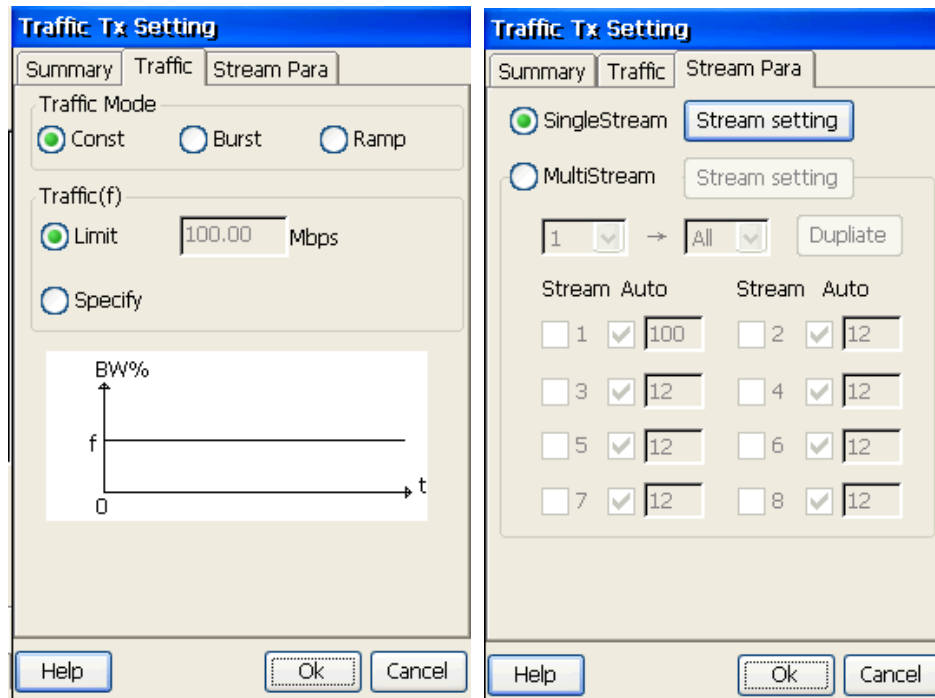 Traffic Tx Setting
Summary Traffic Stream Para
Traffic Mode
Const Burst Ramp
Traffic(f)
Limit 100.00 Mbps
Specify
BW%
f
t
0
Help Ok Cancel
Traffic Tx Setting
Summary Traffic Stream Para
SingleStream Stream setting
MultiStream Stream setting
1 → All Dupliate
Stream Auto Stream Auto
1 100 2 12
3 12 4 12
5 12 6 12
7 12 8 12
Help Ok Cancel